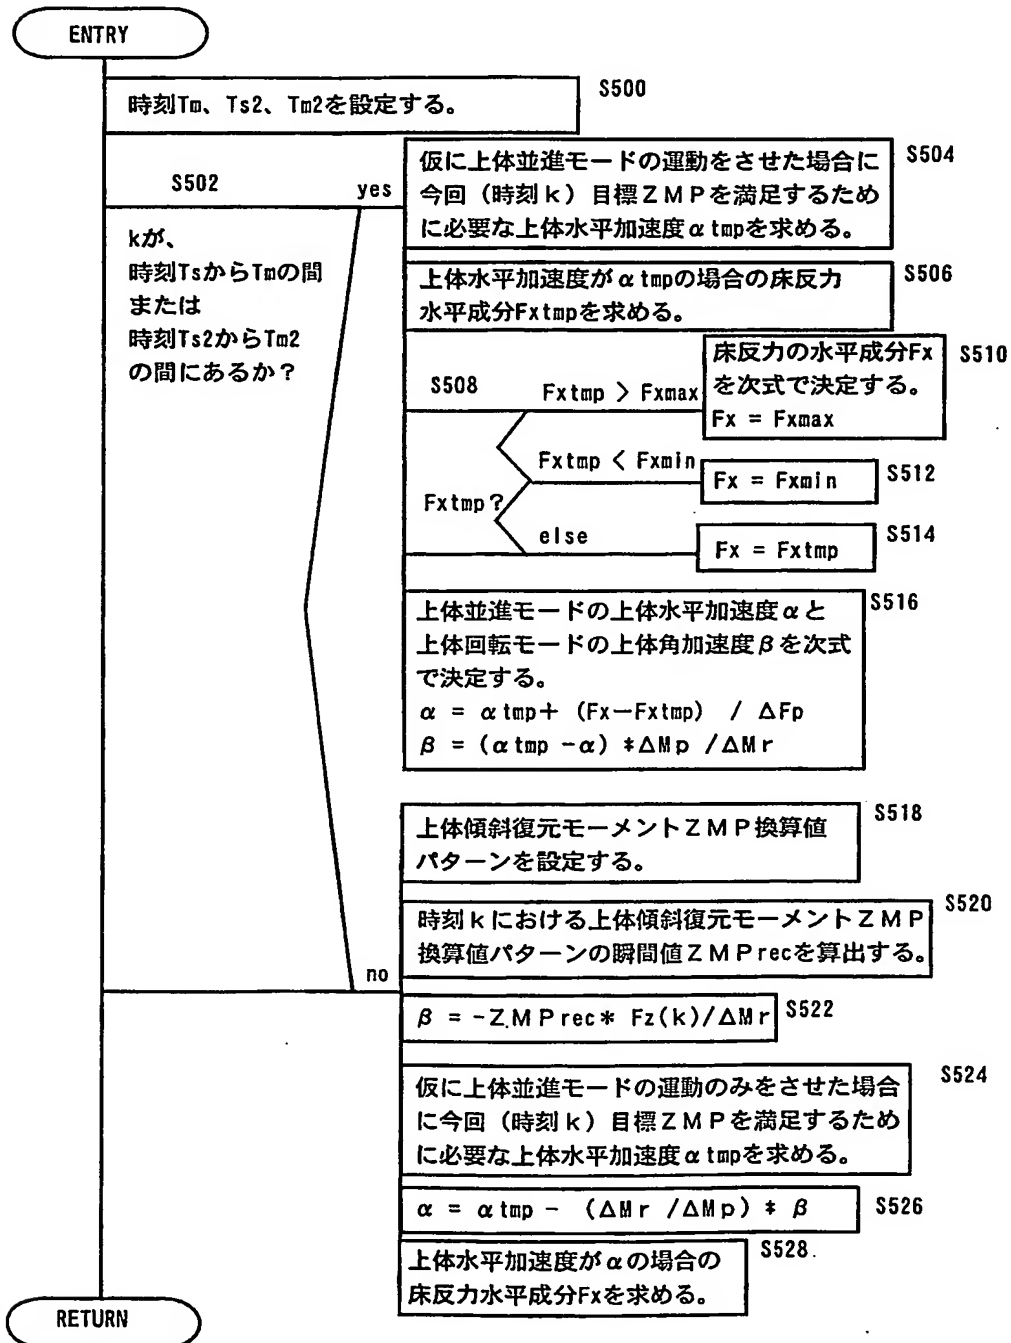 ENTRY
時刻Tm、Ts2、Tm2を設定する。
S500
S502
yes
kが、
時刻TsからTmの間
または
時刻Ts2からTm2
の間にあるか？
仮に上体並進モードの運動をさせた場合に
今回（時刻ｋ）目標ＺＭＰを満足するため
に必要な上体水平加速度αtmpを求める。
S504
上体水平加速度がαtmpの場合の床反力
水平成分Fxtmpを求める。
S506
S508
Fxtmp？
Fxtmp > Fxmax
床反力の水平成分Fx
を次式で決定する。
Fx = Fxmax
S510
Fxtmp < Fxmin
Fx = Fxmin
S512
else
Fx = Fxtmp
S514
上体並進モードの上体水平加速度αと
上体回転モードの上体角加速度βを次式
で決定する。
α = αtmp+ (Fx−Fxtmp) / ΔFp
β = (αtmp -α) *ΔMp /ΔMr
S516
no
上体傾斜復元モーメントＺＭＰ換算値
パターンを設定する。
S518
時刻ｋにおける上体傾斜復元モーメントＺＭＰ
換算値パターンの瞬間値ＺＭＰrecを算出する。
S520
β = -Z.M P rec* Fz(k)/ΔMr
S522
仮に上体並進モードの運動のみをさせた場合
に今回（時刻ｋ）目標ＺＭＰを満足するため
に必要な上体水平加速度αtmpを求める。
S524
α = αtmp - (ΔMr /ΔMp) * β
S526
上体水平加速度がαの場合の
床反力水平成分Fxを求める。
S528.
RETURN